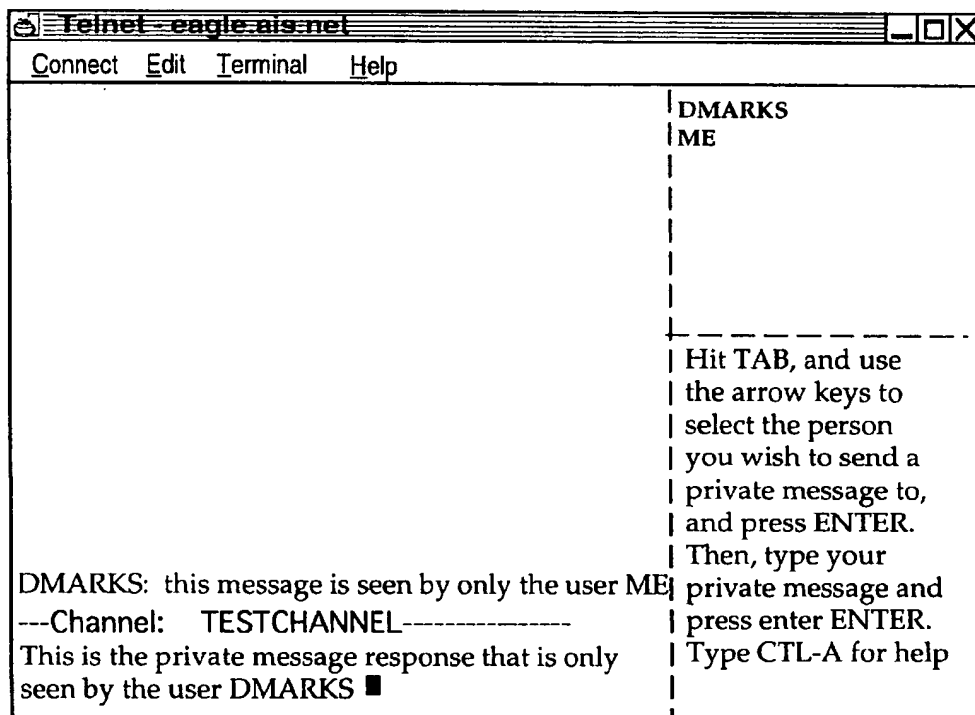 Telnet - eagle.ais.net
Connect Edit Terminal Help
DMARKS
ME
Hit TAB, and use
the arrow keys to
select the person
you wish to send a
private message to,
and press ENTER.
Then, type your
private message and
press enter ENTER.
Type CTL-A for help
DMARKS: this message is seen by only the user ME
---Channel: TESTCHANNEL----------------
This is the private message response that is only
seen by the user DMARKS